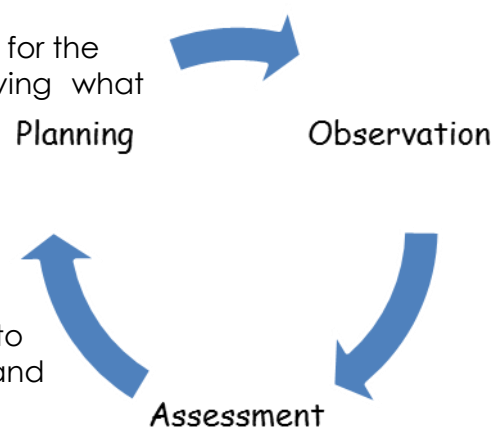 for the
ving what
Planning
Observation
to
and
Assessment